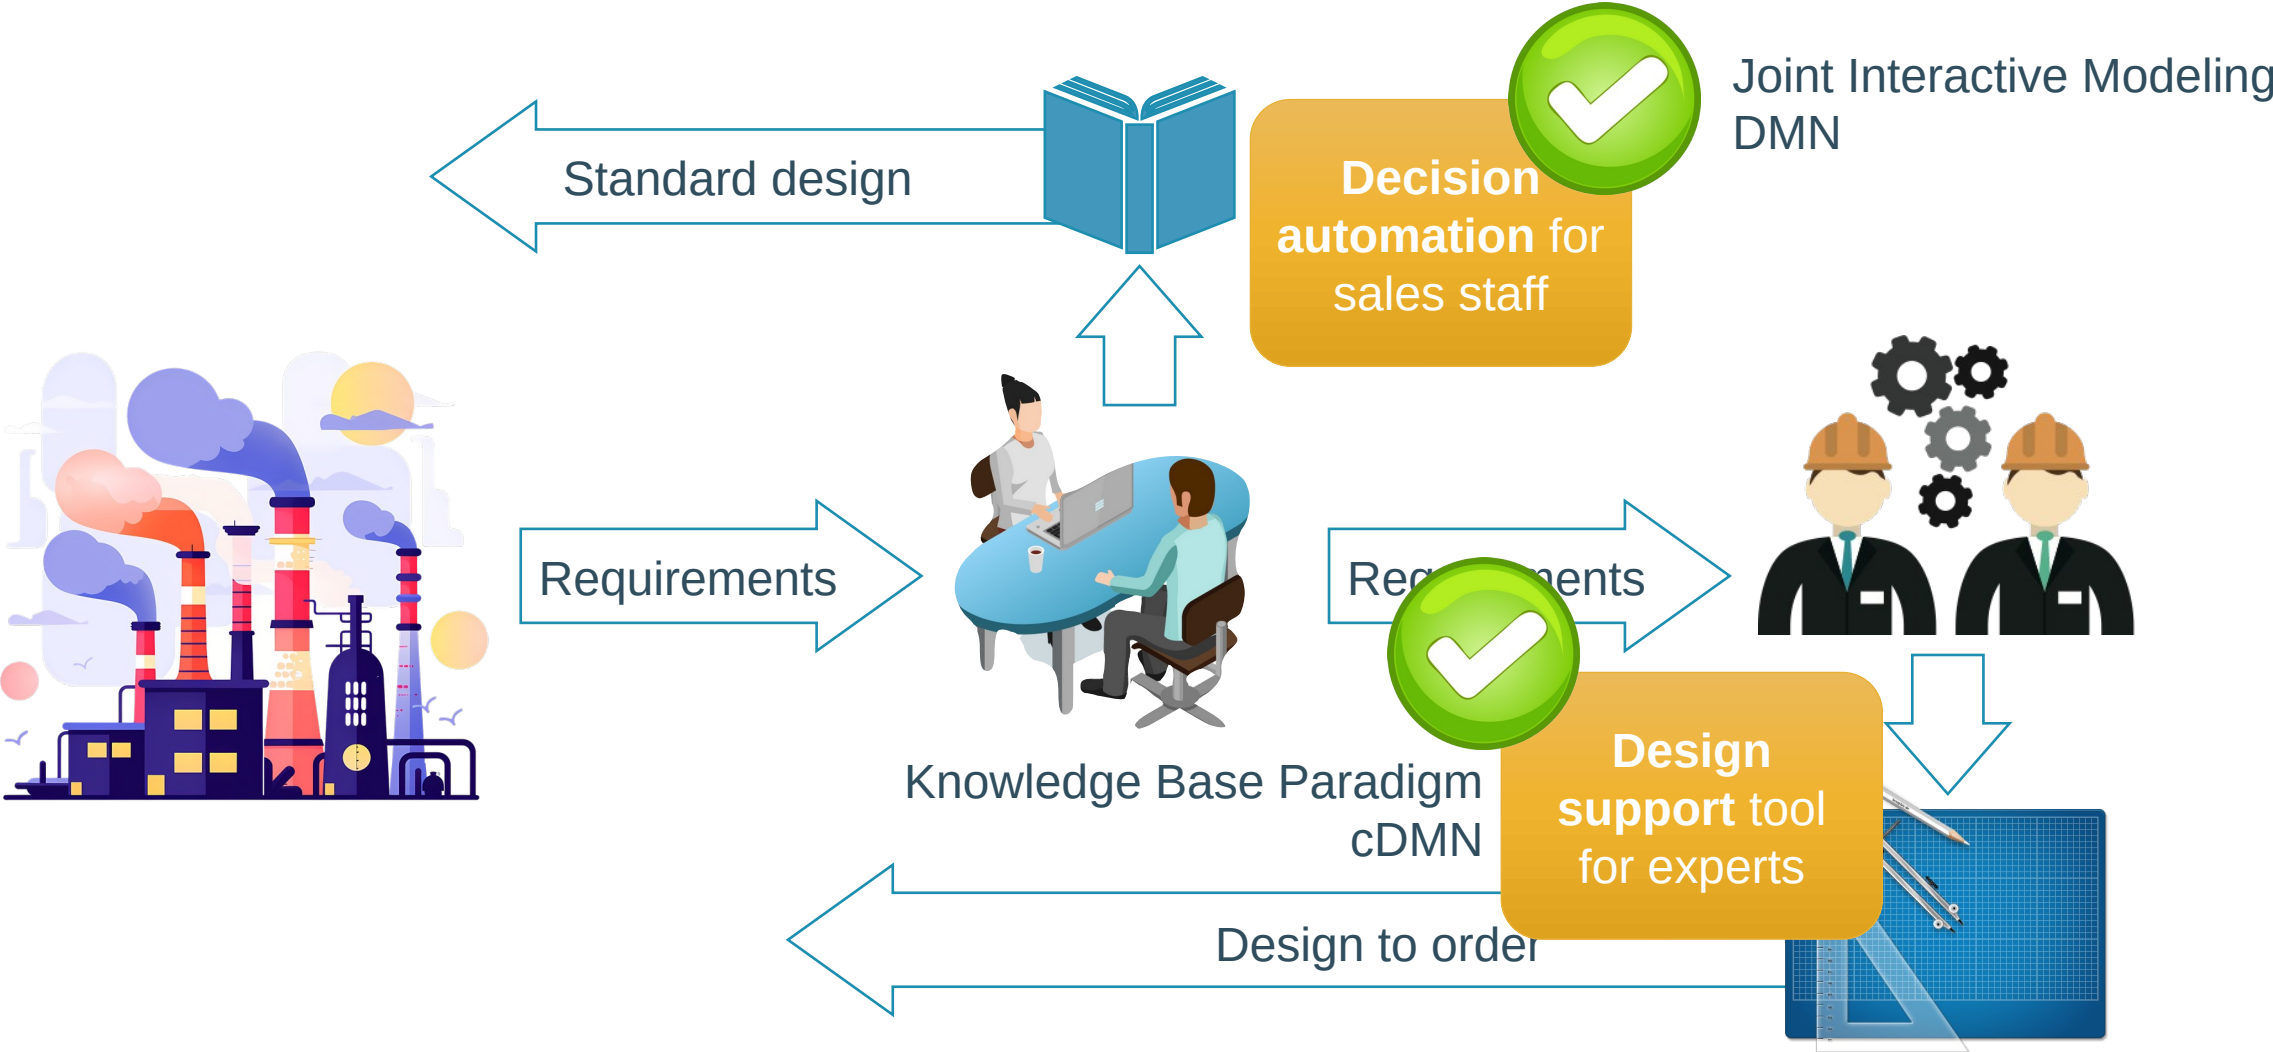 Joint Interactive Modeling
DMN
Standard design
Decision
automation for
sales staff
Requirements
Requirements
Knowledge Base Paradigm
cDMN
Design
support tool
for experts
Design to order